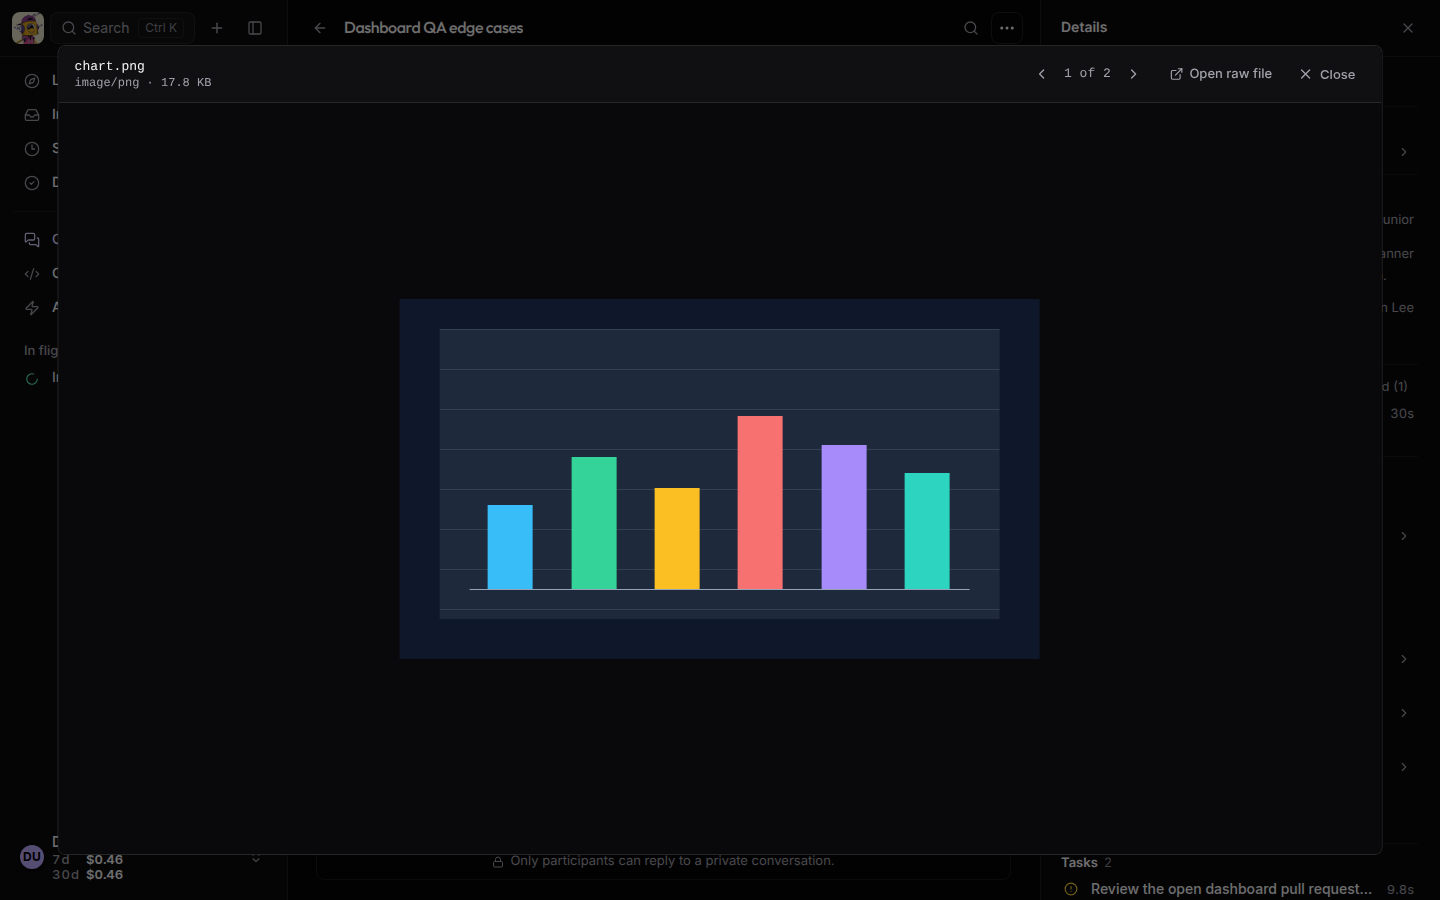 Search Ctrl K
Dashboard QA edge cases
Details
chart.png
image/png · 17.8 KB
1 of 2
Open raw file
Close
In flig
unior
anner
n Lee
d (1)
30s
DU
7d $0.46
30d $0.46
Only participants can reply to a private conversation.
Tasks 2
Review the open dashboard pull request... 9.8s